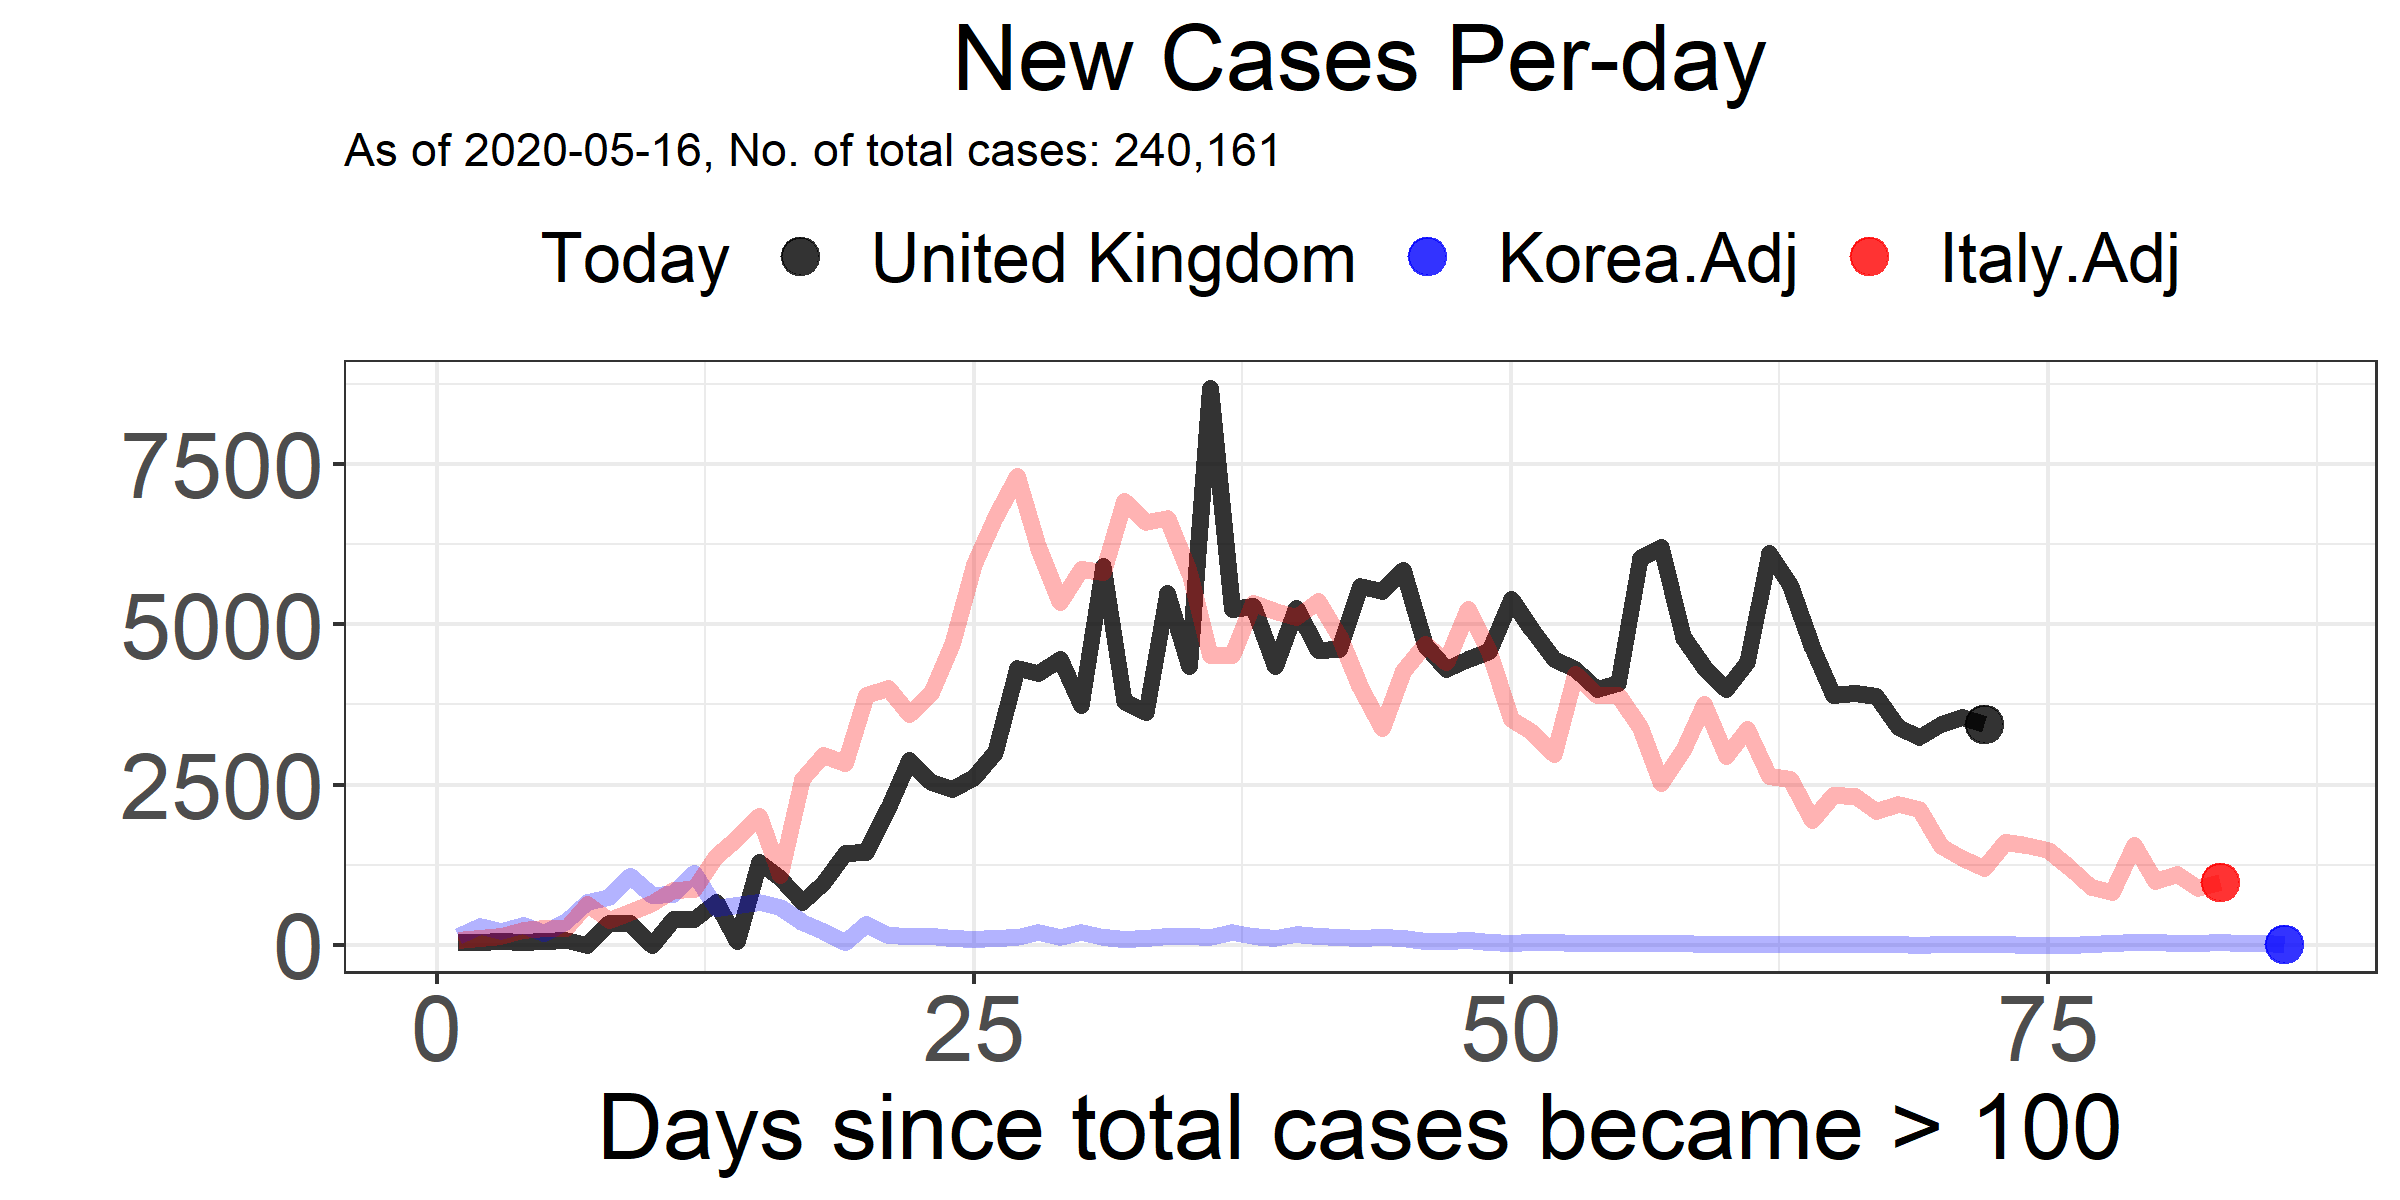 New Cases Per-day
As of 2020-05-16, No. of total cases: 240,161
Today United Kingdom Korea.Adj Italy.Adj
7500
5000
2500
0
0 25 50 75
Days since total cases became > 100